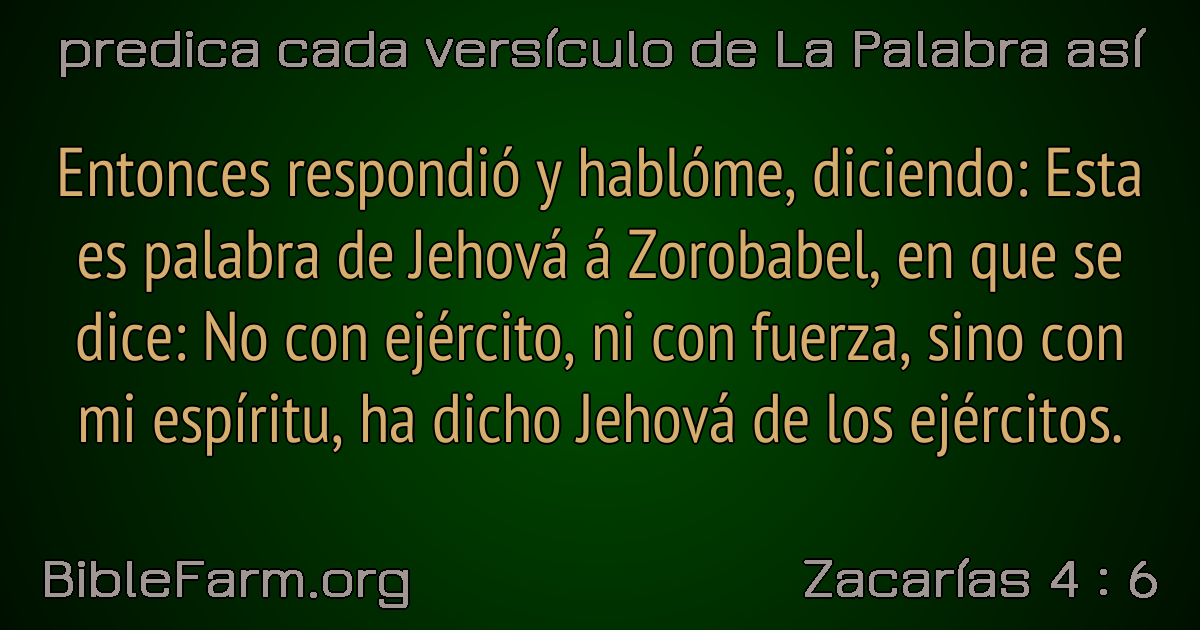 predica cada versículo de La Palabra así
Entonces respondió y hablóme, diciendo: Esta
es palabra de Jehová á Zorobabel, en que se
dice: No con ejército, ni con fuerza, sino con
mi espíritu, ha dicho Jehová de los ejércitos.
BibleFarm.org
Zacarías 4 : 6